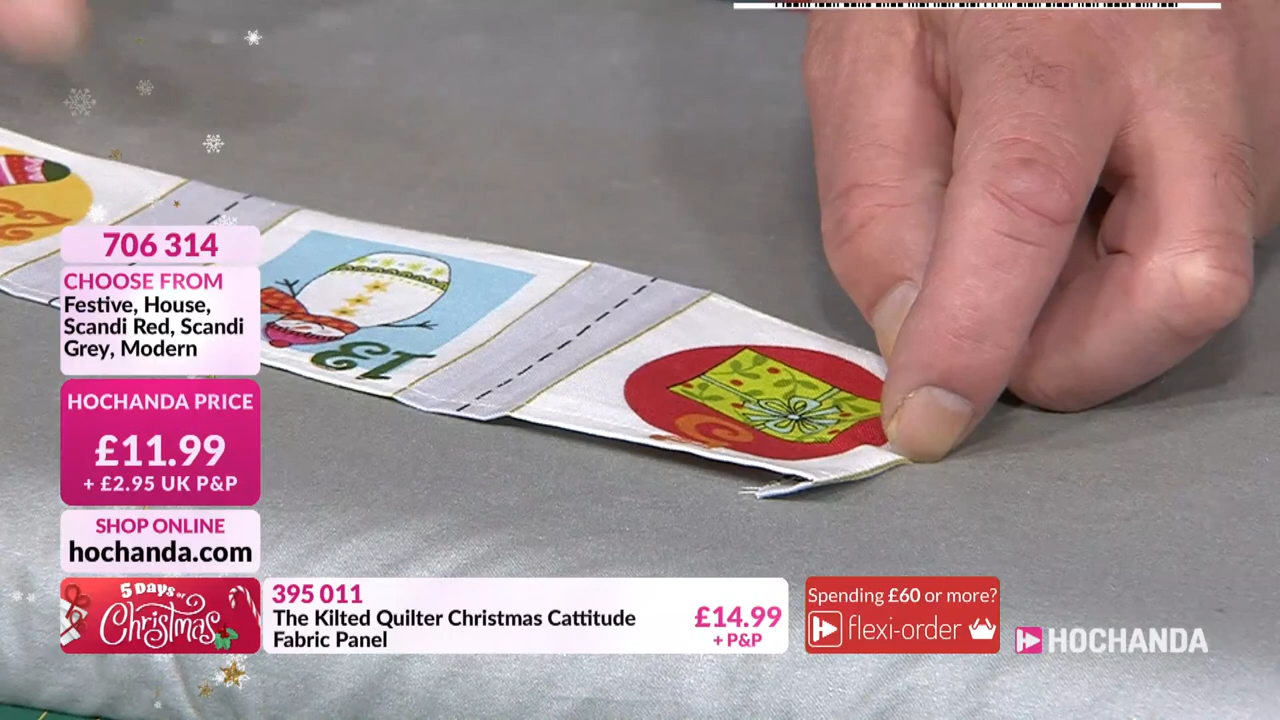 706 314
CHOOSE FROM
Festive, House,
Scandi Red, Scandi
Grey, Modern
HOCHANDA PRICE
£11.99
+ £2.95 UK P&P
SHOP ONLINE
hochanda.com
5 Days of
Christmas
395 011
The Kilted Quilter Christmas Cattitude
Fabric Panel
£14.99
+ P&P
Spending £60 or more?
flexi-order
HOCHANDA
13